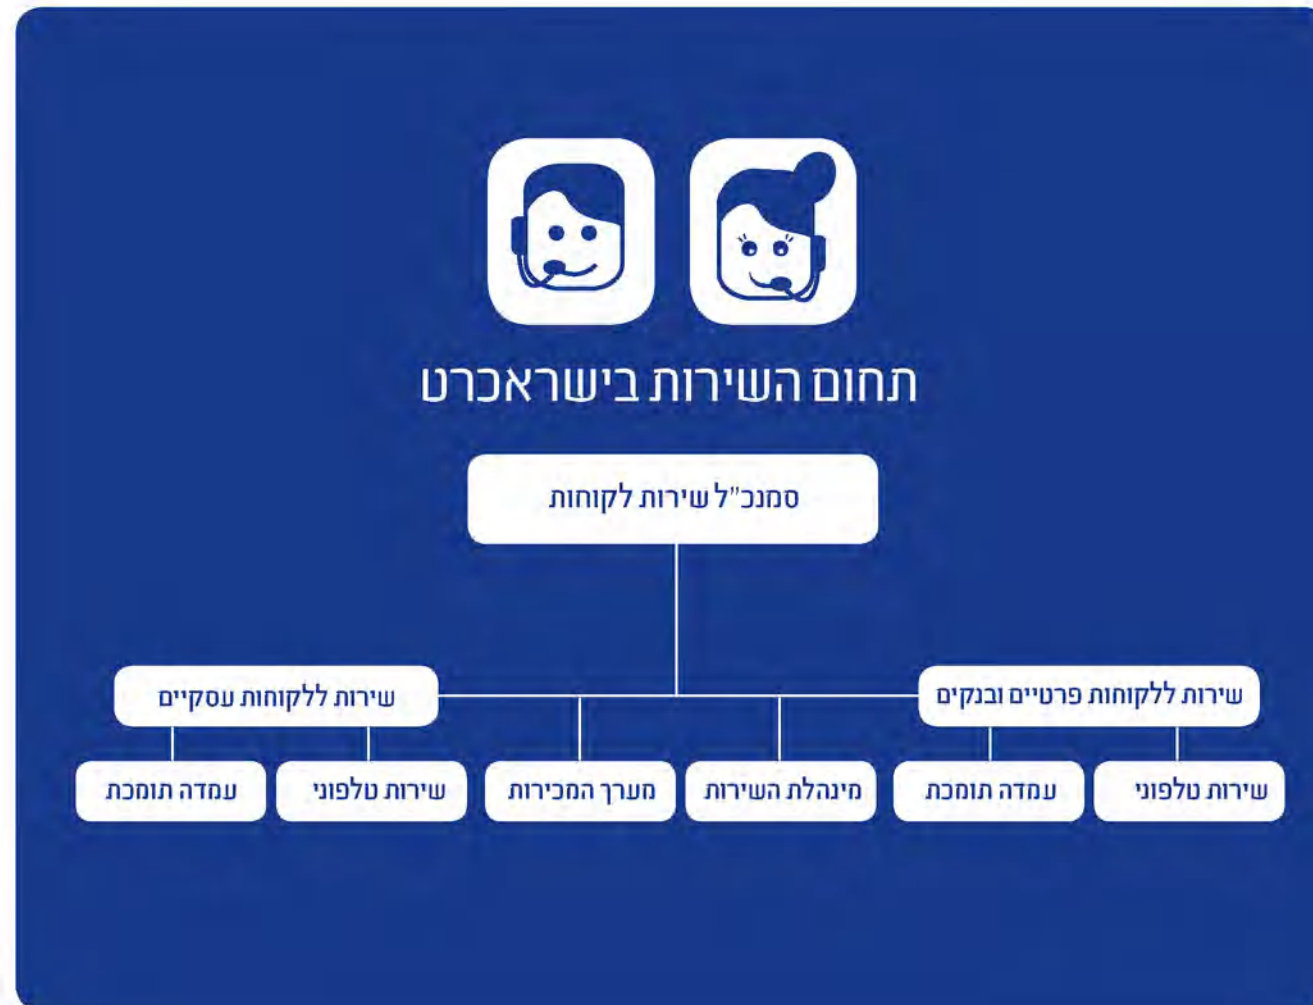 תחום השירות בישראכרט
סמנכ"ל שירות לקוחות
שירות ללקוחות פרטיים ובנקים
שירות ללקוחות עסקיים
שירות טלפוני
עמדה תומכת
מינהלת השירות
מערך המכירות
שירות טלפוני
עמדה תומכת